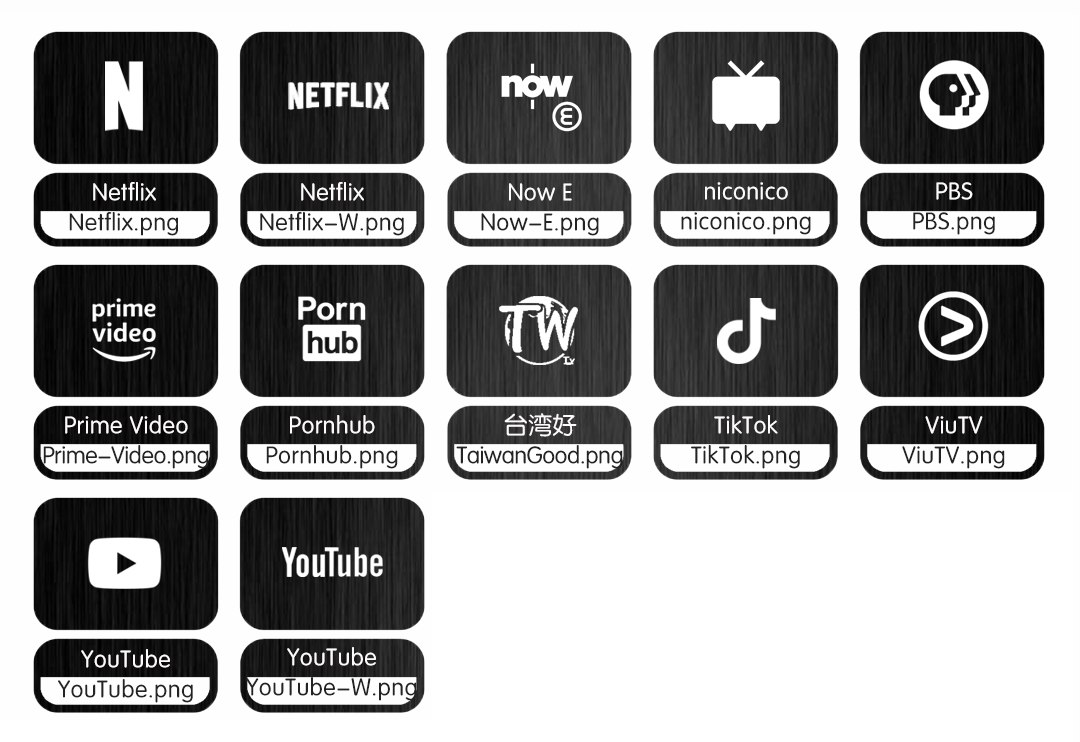 N
NETFLIX
now
E
Netflix
Netflix
Now E
niconico
PBS
Netflix.png
Netflix-W.png
Now-E.png
niconico.png
PBS.png
prime
video
Porn
hub
TW
TV
Prime Video
Pornhub
台湾好
TikTok
ViuTV
Prime-Video.png
Pornhub.png
TaiwanGood.png
TikTok.png
ViuTV.png
YouTube
YouTube
YouTube
YouTube.png
YouTube-W.png